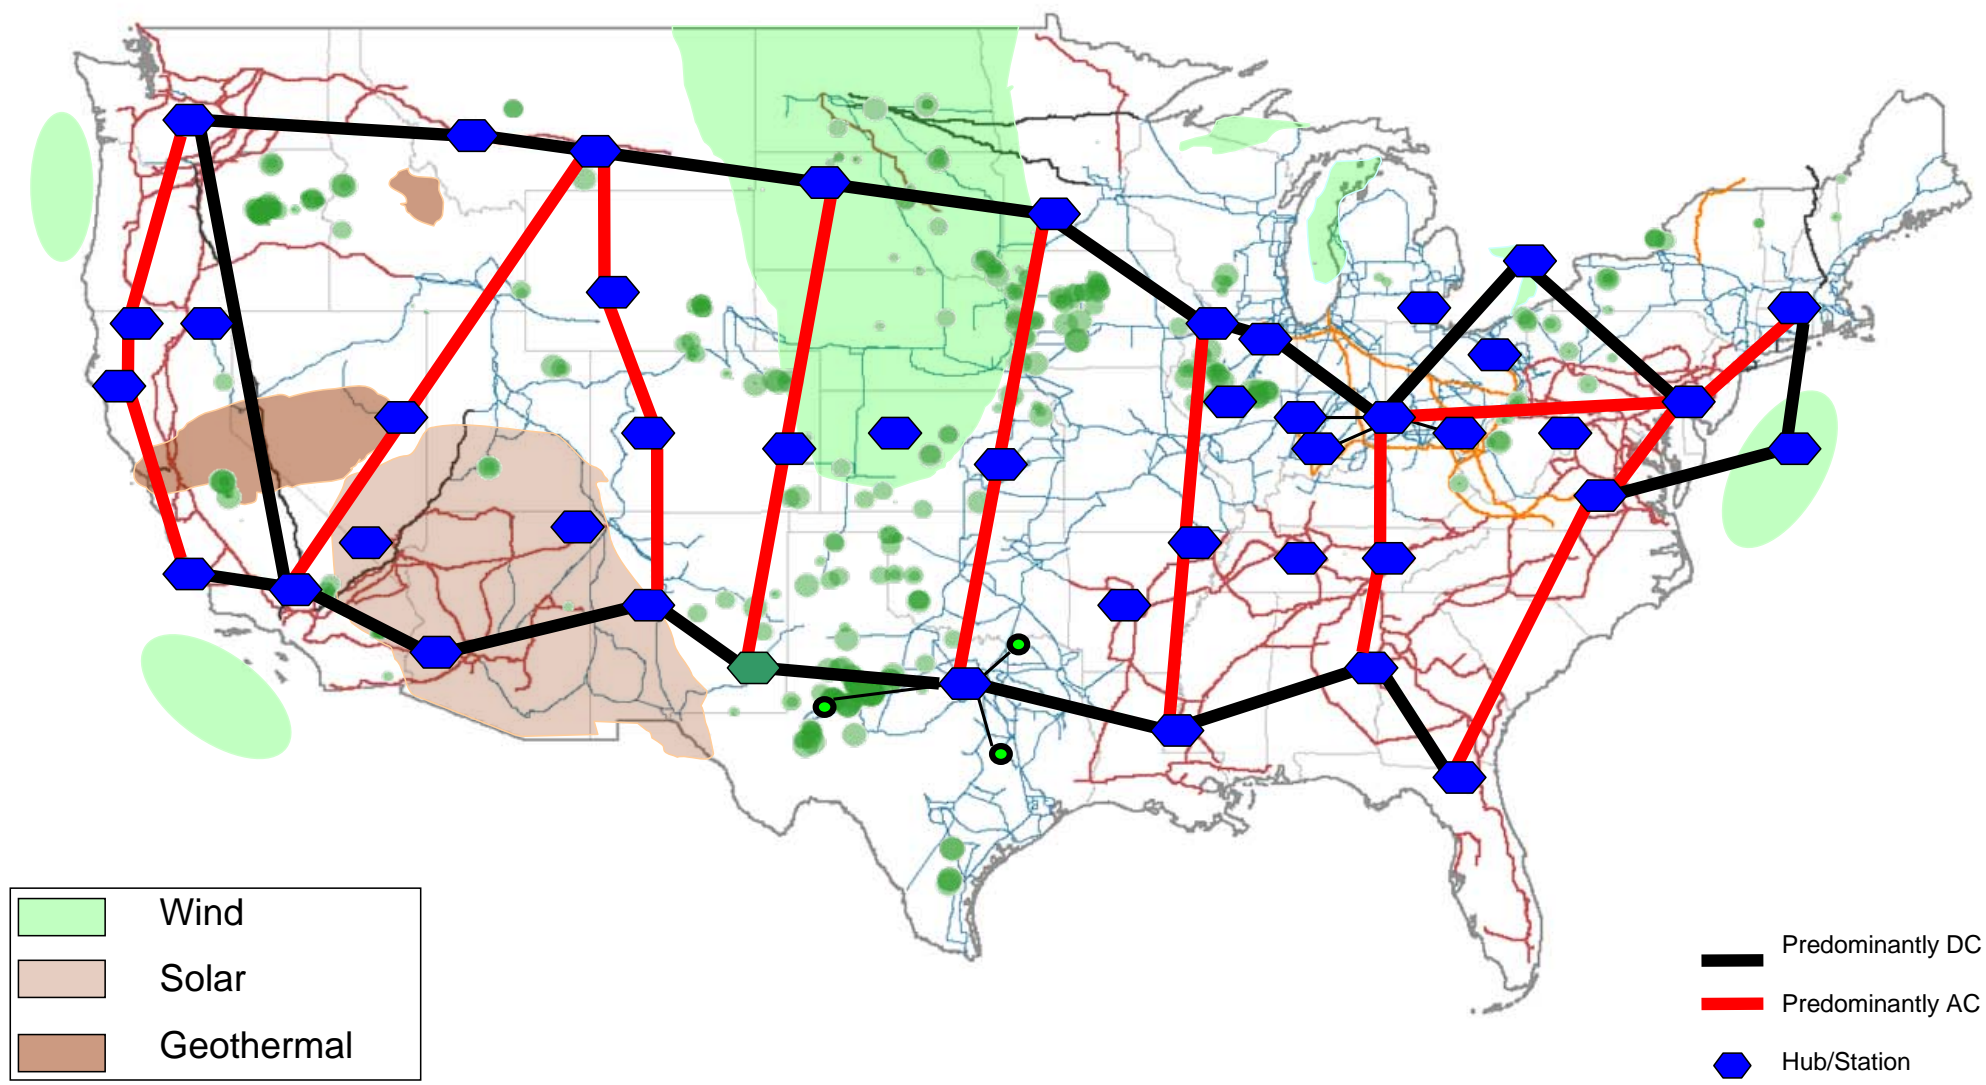 Wind
Solar
Geothermal
Predominantly DC
Predominantly AC
Hub/Station